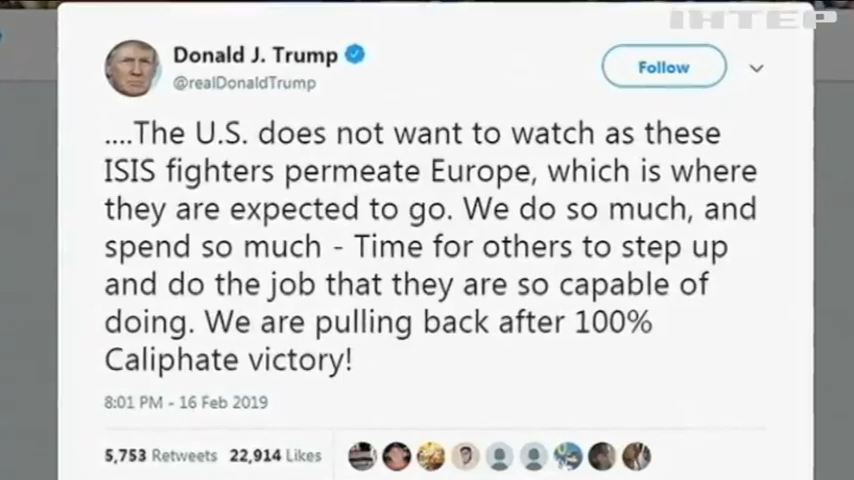 ІНТЕР
Donald J. Trump
@realDonaldTrump
Follow
....The U.S. does not want to watch as these
ISIS fighters permeate Europe, which is where
they are expected to go. We do so much, and
spend so much - Time for others to step up
and do the job that they are so capable of
doing. We are pulling back after 100%
Caliphate victory!
8:01 PM - 16 Feb 2019
5,753 Retweets 22,914 Likes